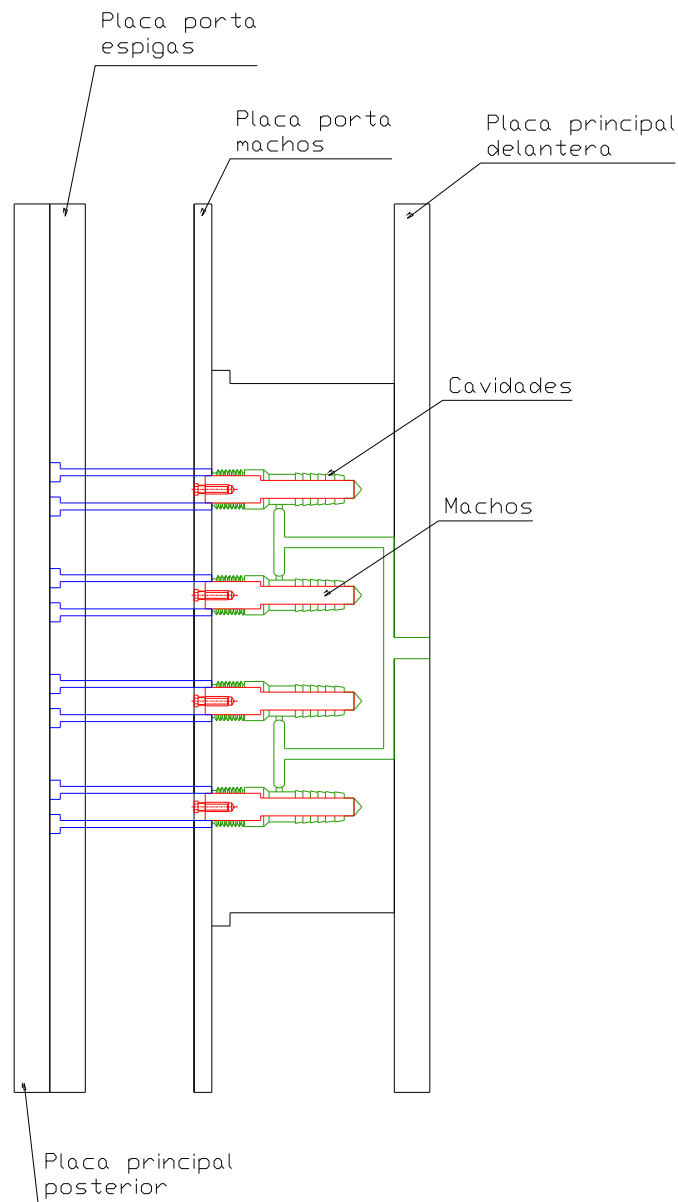 Placa porta
espigas
Placa porta
machos
Placa principal
delantera
Cavidades
Machos
Placa principal
posterior